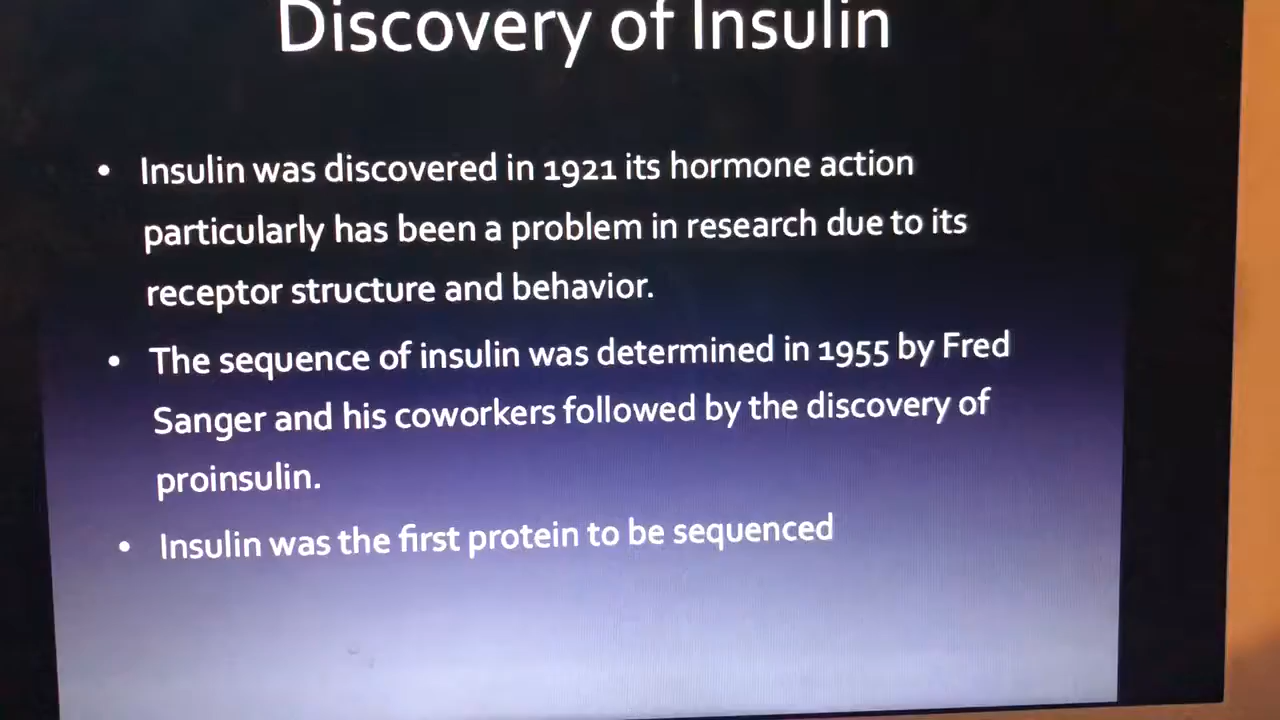 Discovery of Insulin
• Insulin was discovered in 1921 its hormone action
particularly has been a problem in research due to its
receptor structure and behavior.
• The sequence of insulin was determined in 1955 by Fred
Sanger and his coworkers followed by the discovery of
proinsulin.
• Insulin was the first protein to be sequenced